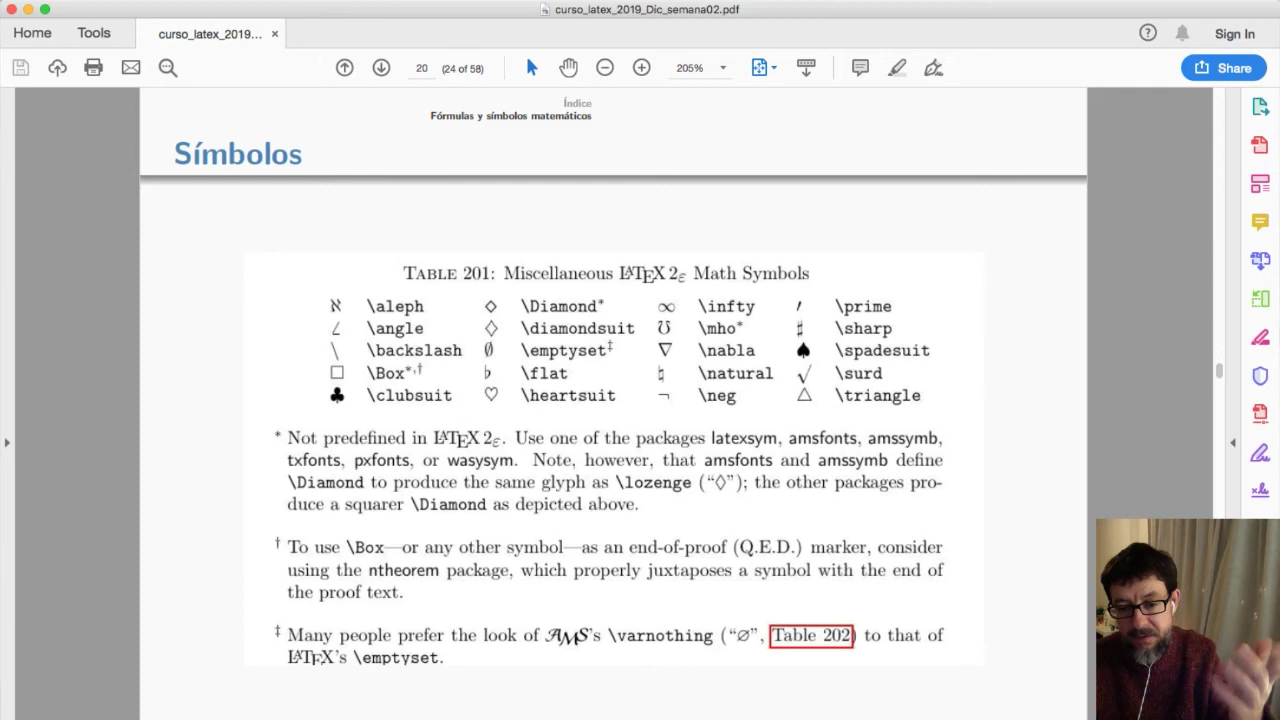 curso_latex_2019_Dic_semana02.pdf
Home Tools curso_latex_2019... × Sign In
20 (24 of 58) 205% Share
Índice
Fórmulas y símbolos matemáticos
Símbolos
TABLE 201: Miscellaneous LATEX 2ε Math Symbols
ℵ \aleph ◇ \Diamond* ∞ \infty ′ \prime
∠ \angle ♢ \diamondsuit ℧ \mho* ♯ \sharp
\ \backslash ∅ \emptyset‡ ∇ \nabla ♠ \spadesuit
□ \Box*,† ♭ \flat ♮ \natural √ \surd
♣ \clubsuit ♡ \heartsuit ¬ \neg △ \triangle
* Not predefined in LATEX 2ε. Use one of the packages latexsym, amsfonts, amssymb,
txfonts, pxfonts, or wasysym. Note, however, that amsfonts and amssymb define
\Diamond to produce the same glyph as \lozenge (“◊”); the other packages pro-
duce a squarer \Diamond as depicted above.
† To use \Box—or any other symbol—as an end-of-proof (Q.E.D.) marker, consider
using the ntheorem package, which properly juxtaposes a symbol with the end of
the proof text.
‡ Many people prefer the look of AMS’s \varnothing (“∅”, Table 202) to that of
LATEX’s \emptyset.